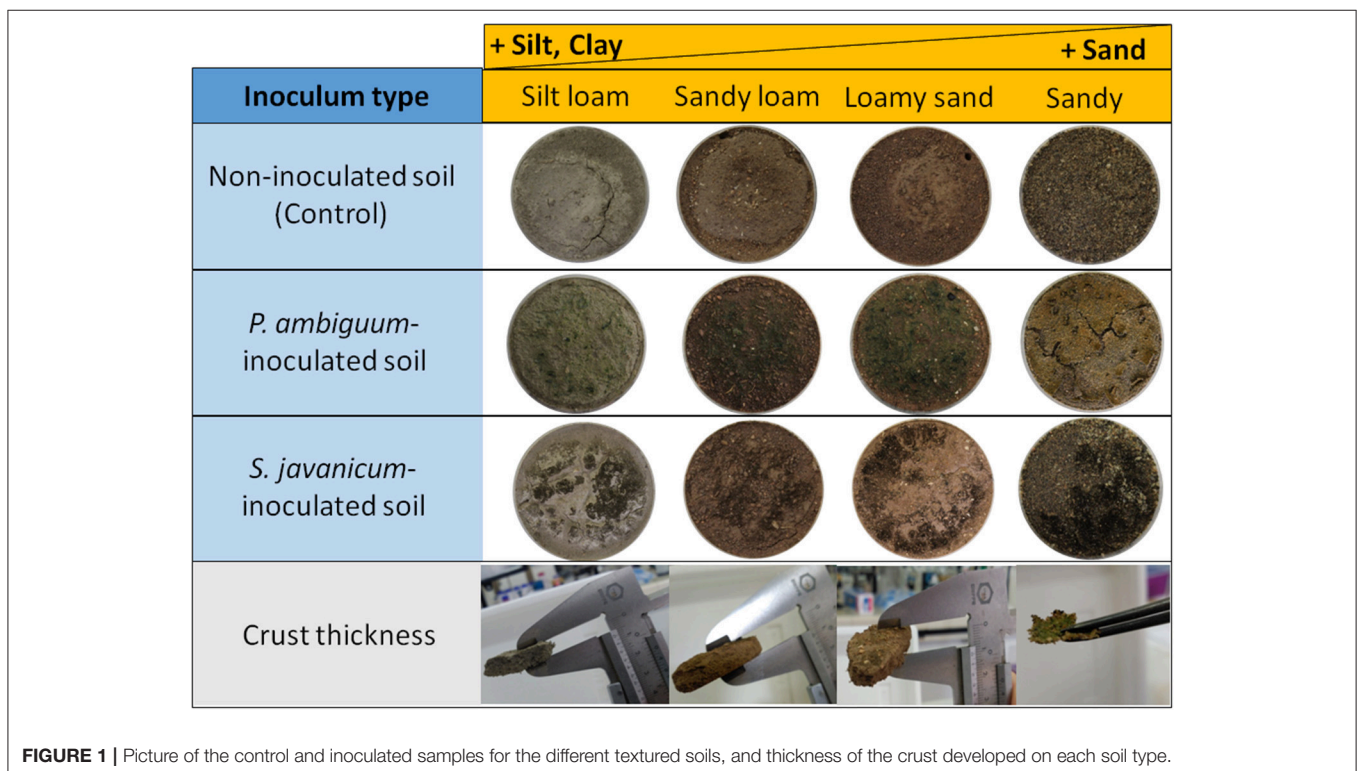 + Silt, Clay
+ Sand
Inoculum type
Silt loam
Sandy loam
Loamy sand
Sandy
Non-inoculated soil
(Control)
P. ambiguum-
inoculated soil
S. javanicum-
inoculated soil
Crust thickness
FIGURE 1 | Picture of the control and inoculated samples for the different textured soils, and thickness of the crust developed on each soil type.